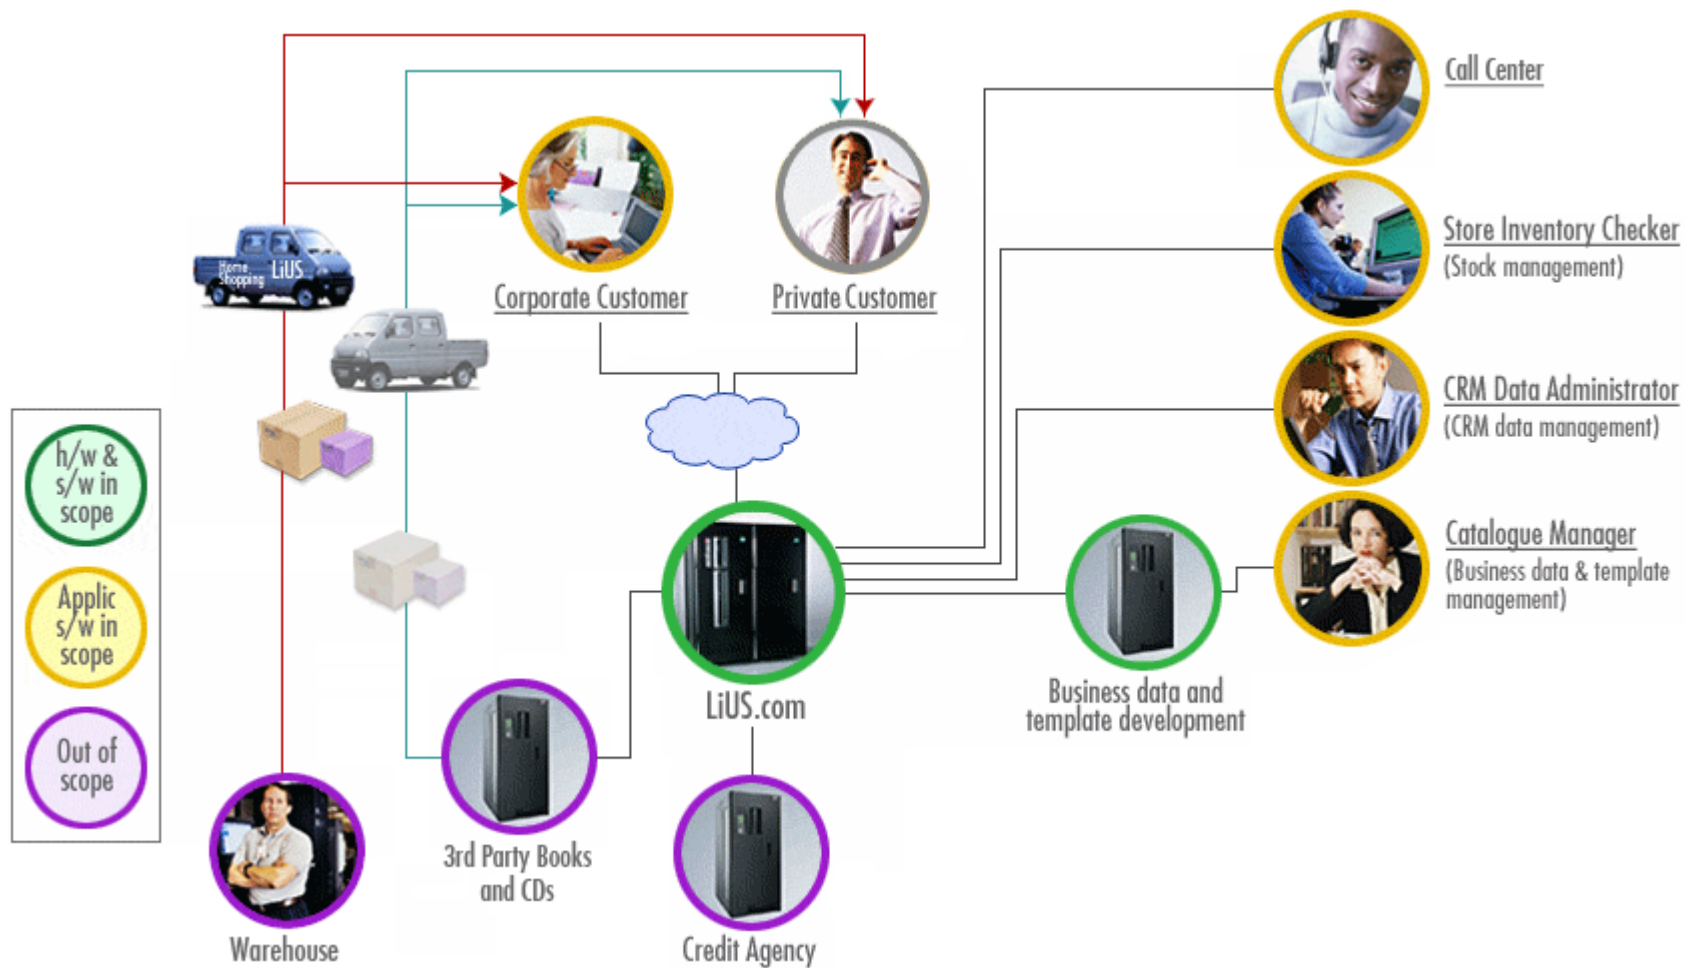 Call Center
Store Inventory Checker
(Stock management)
Corporate Customer
Private Customer
Home
Shopping
LiUS
CRM Data Administrator
(CRM data management)
h/w &
s/w in
scope
Applic
s/w in
scope
Out of
scope
Catalogue Manager
(Business data & template
management)
LiUS.com
Business data and
template development
3rd Party Books
and CDs
Warehouse
Credit Agency